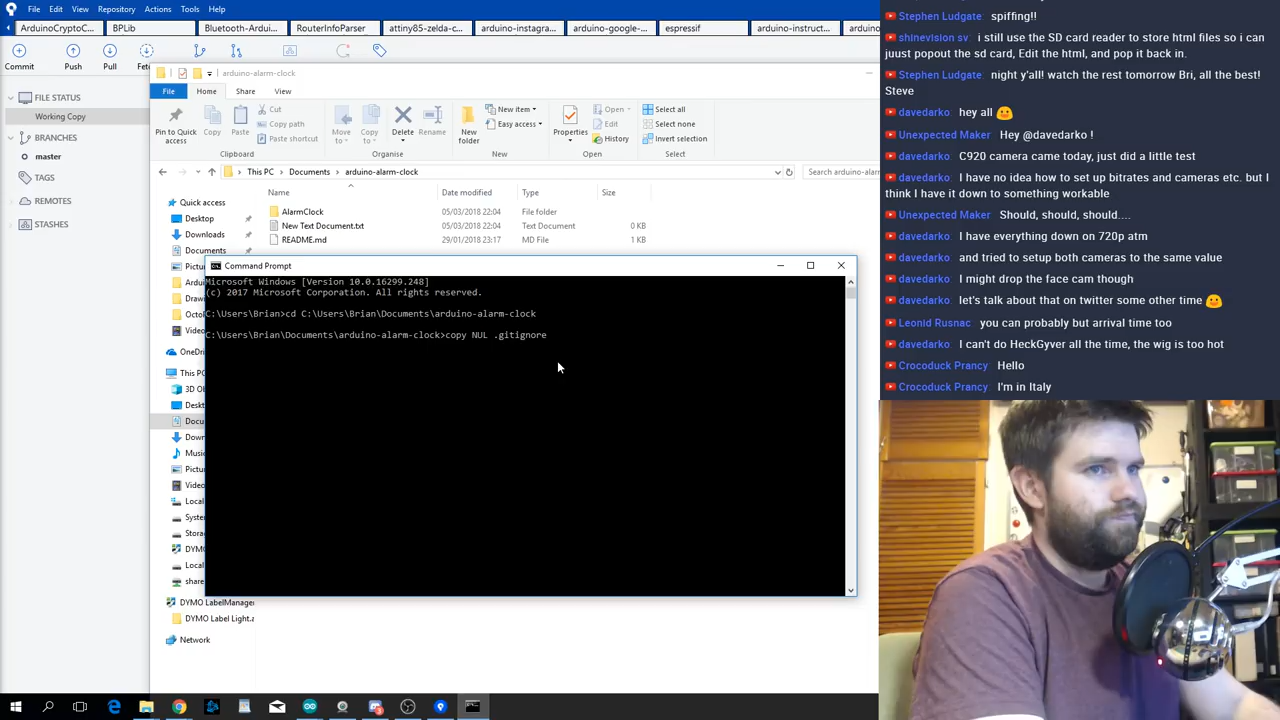 File Edit View Repository Actions Tools Help
ArduinoCryptoC... BPLib Bluetooth-Arduin... RouterInfoParser attiny85-zelda-c... arduino-instagra... arduino-google-... espressif arduino-instruct...
Commit Push Pull
FILE STATUS
Working Copy
BRANCHES
master
TAGS
REMOTES
STASHES
arduino-alarm-clock
File Home Share View
Pin to Quick access
Copy
Paste
Cut
Copy path
Paste shortcut
Clipboard
Move to
Copy to
Delete
Rename
Organise
New folder
New item
Easy access
New
Properties
Open
Edit
History
Open
Select all
Select none
Invert selection
Select
This PC > Documents > arduino-alarm-clock
Search arduino-alarm
Name Date modified Type Size
AlarmClock 05/03/2018 22:04 File folder
New Text Document.txt 05/03/2018 22:04 Text Document 0 KB
README.md 29/01/2018 23:17 MD File 1 KB
Quick access
Desktop
Downloads
Documents
This PC
DYMO LabelManager
DYMO Label Light.a
Network
Command Prompt
Microsoft Windows [Version 10.0.16299.248]
(c) 2017 Microsoft Corporation. All rights reserved.
C:\Users\Brian>cd C:\Users\Brian\Documents\arduino-alarm-clock
C:\Users\Brian\Documents\arduino-alarm-clock>copy NUL .gitignore
Stephen Ludgate: spiffing!!
shinevision sv: i still use the SD card reader to store html files so i can
just popout the sd card, Edit the html, and pop it back in.
Stephen Ludgate: night y'all! watch the rest tomorrow Bri, all the best!
Steve
davedarko: hey all
Unexpected Maker: Hey @davedarko !
davedarko: C920 camera came today, just did a little test
davedarko: I have no idea how to set up bitrates and cameras etc. but I
think I have it down to something workable
Unexpected Maker: Should, should, should....
davedarko: I have everything down on 720p atm
davedarko: and tried to setup both cameras to the same value
davedarko: I might drop the face cam though
davedarko: let's talk about that on twitter some other time
Leonid Rusnac: you can probably but arrival time too
davedarko: I can't do HeckGyver all the time, the wig is too hot
Crocoduck Prancy: Hello
Crocoduck Prancy: I'm in Italy